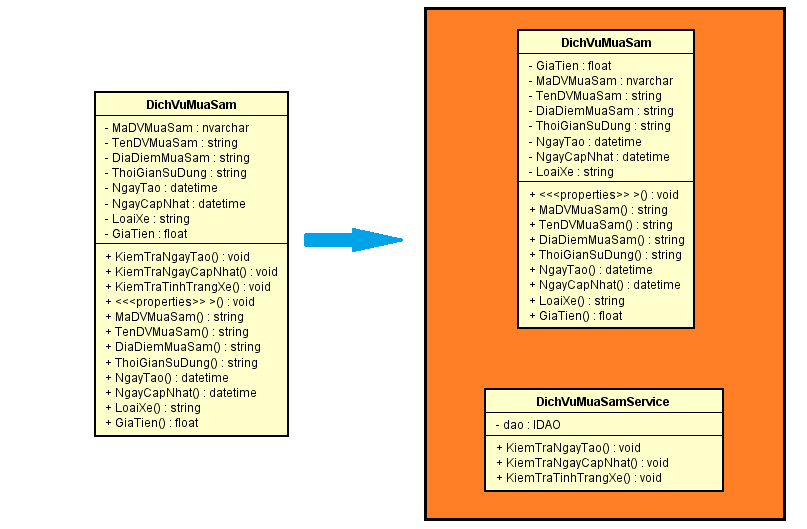 DichVuMuaSam
- MaDVMuaSam : nvarchar
- TenDVMuaSam : string
- DiaDiemMuaSam : string
- ThoiGianSuDung : string
- NgayTao : datetime
- NgayCapNhat : datetime
- LoaiXe : string
- GiaTien : float
+ KiemTraNgayTao() : void
+ KiemTraNgayCapNhat() : void
+ KiemTraTinhTrangXe() : void
+ <<<properties>> >() : void
+ MaDVMuaSam() : string
+ TenDVMuaSam() : string
+ DiaDiemMuaSam() : string
+ ThoiGianSuDung() : string
+ NgayTao() : datetime
+ NgayCapNhat() : datetime
+ LoaiXe() : string
+ GiaTien() : float
DichVuMuaSam
- GiaTien : float
- MaDVMuaSam : nvarchar
- TenDVMuaSam : string
- DiaDiemMuaSam : string
- ThoiGianSuDung : string
- NgayTao : datetime
- NgayCapNhat : datetime
- LoaiXe : string
+ <<<properties>> >() : void
+ MaDVMuaSam() : string
+ TenDVMuaSam() : string
+ DiaDiemMuaSam() : string
+ ThoiGianSuDung() : string
+ NgayTao() : datetime
+ NgayCapNhat() : datetime
+ LoaiXe() : string
+ GiaTien() : float
DichVuMuaSamService
- dao : IDAO
+ KiemTraNgayTao() : void
+ KiemTraNgayCapNhat() : void
+ KiemTraTinhTrangXe() : void